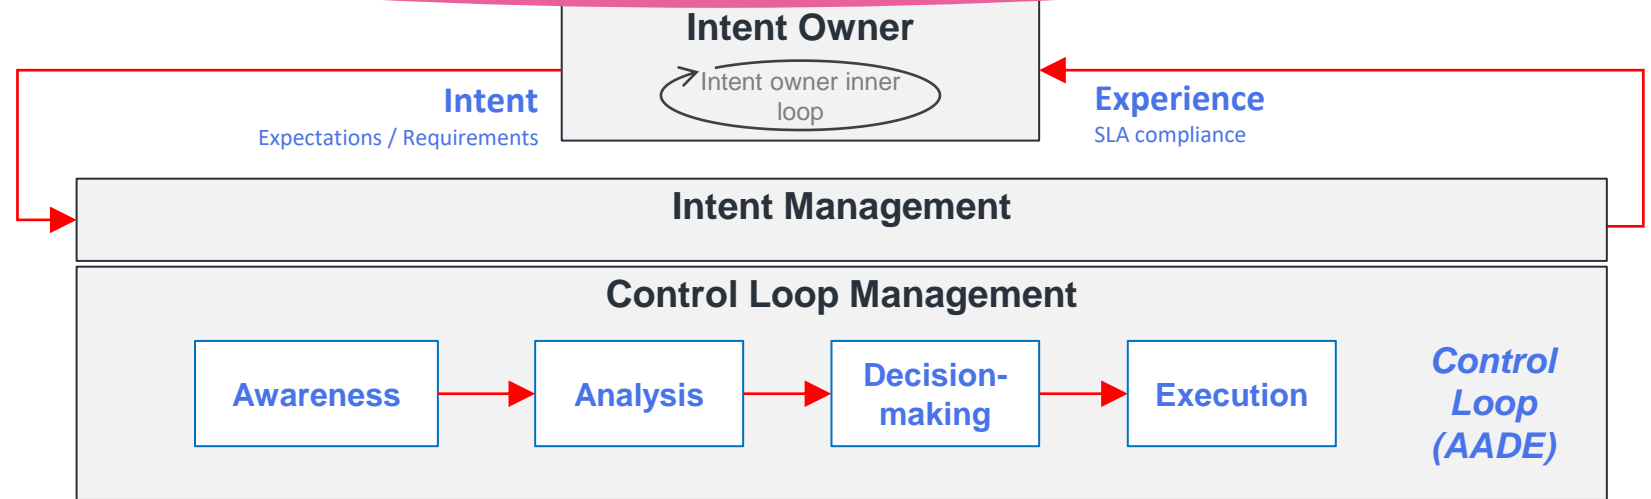 Intent Owner
Intent owner inner
loop
Intent
Expectations / Requirements
Experience
SLA compliance
Intent Management
Control Loop Management
Awareness
Analysis
Decision-
making
Execution
Control
Loop
(AADE)